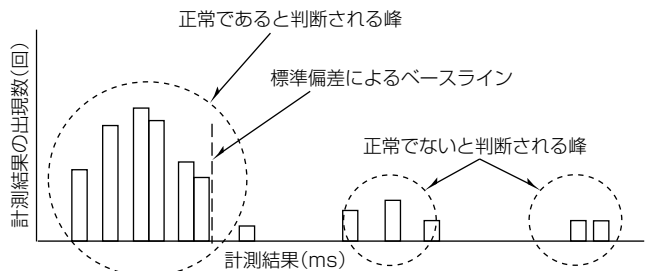 正常であると判断される峰
標準偏差によるベースライン
正常でないと判断される峰
計測結果の出現数(回)
計測結果(ms)